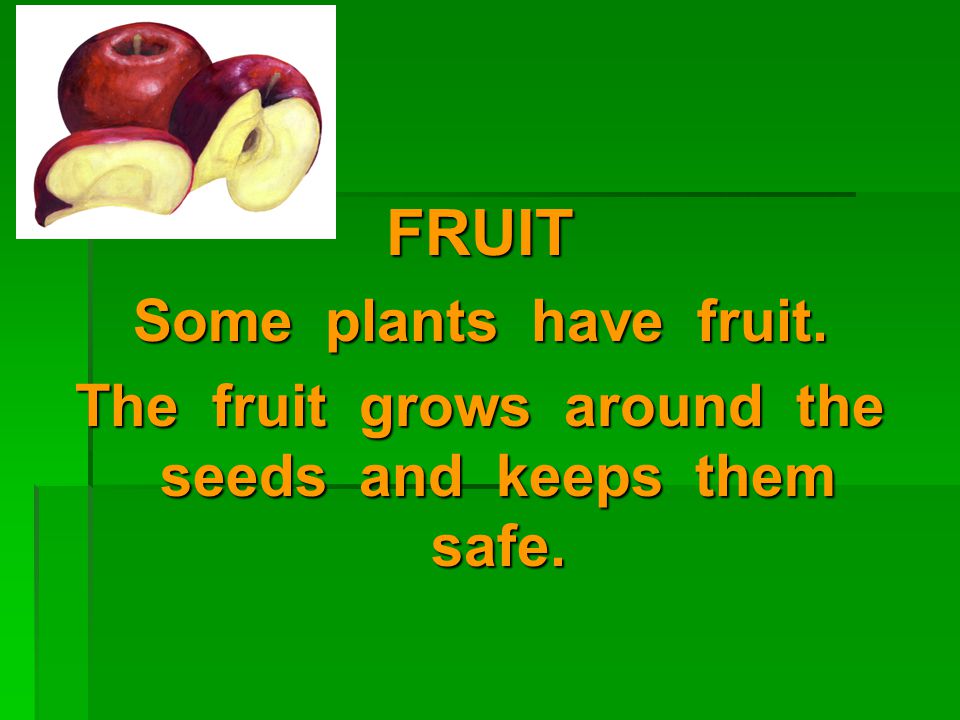 FRUIT
Some plants have fruit.
The fruit grows around the
seeds and keeps them
safe.